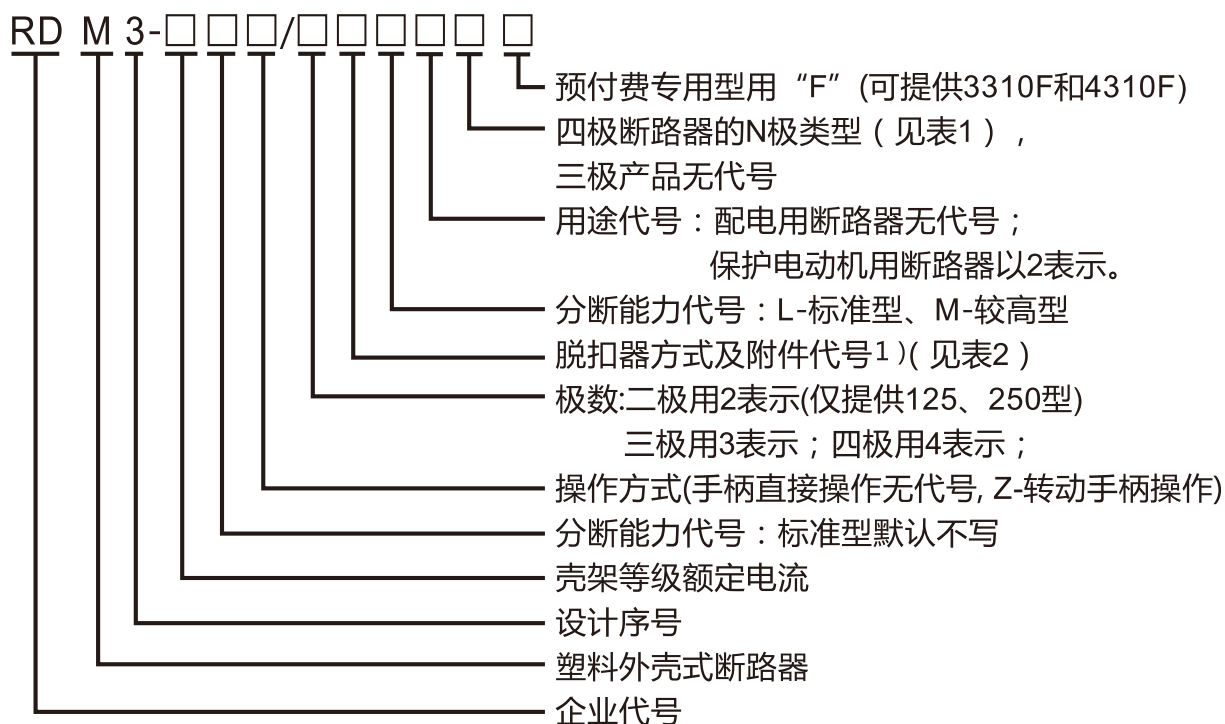 RD M 3-□□□/□□□□□ □
预付费专用型用“F”(可提供3310F和4310F)
四极断路器的N极类型（见表1），
三极产品无代号
用途代号：配电用断路器无代号；
保护电动机用断路器以2表示。
分断能力代号：L-标准型、M-较高型
脱扣器方式及附件代号1)(见表2）
极数:二极用2表示(仅提供125、250型)
三极用3表示；四极用4表示；
操作方式(手柄直接操作无代号, Z-转动手柄操作)
分断能力代号：标准型默认不写
壳架等级额定电流
设计序号
塑料外壳式断路器
企业代号